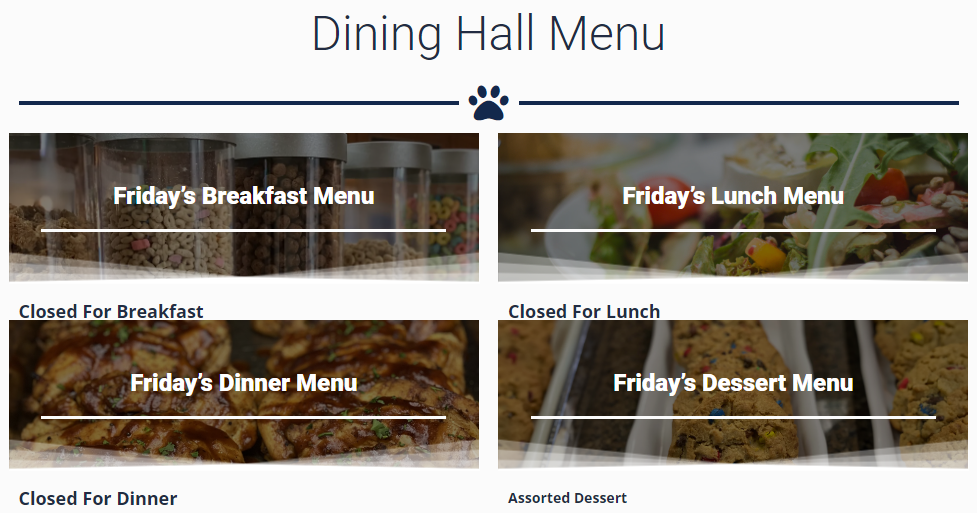 Dining Hall Menu
Friday’s Breakfast Menu
Closed For Breakfast
Friday’s Lunch Menu
Closed For Lunch
Friday’s Dinner Menu
Closed For Dinner
Friday’s Dessert Menu
Assorted Dessert